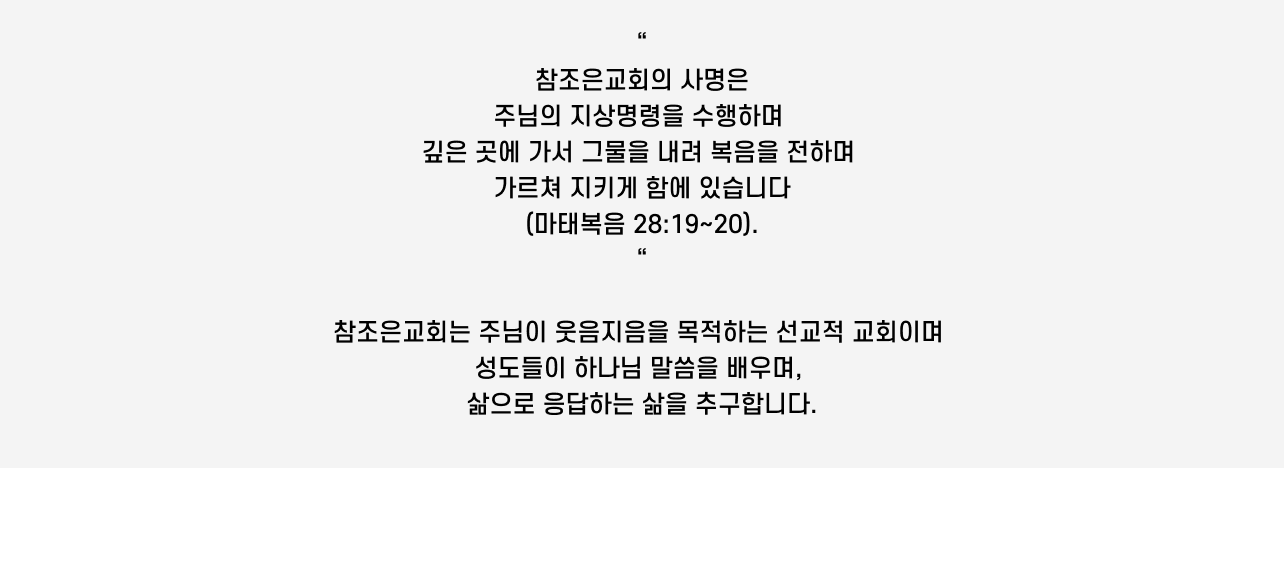 “
참조은교회의 사명은
주님의 지상명령을 수행하며
깊은 곳에 가서 그물을 내려 복음을 전하며
가르쳐 지키게 함에 있습니다
(마태복음 28:19~20).
“
참조은교회는 주님이 웃음지음을 목적하는 선교적 교회이며
성도들이 하나님 말씀을 배우며,
삶으로 응답하는 삶을 추구합니다.